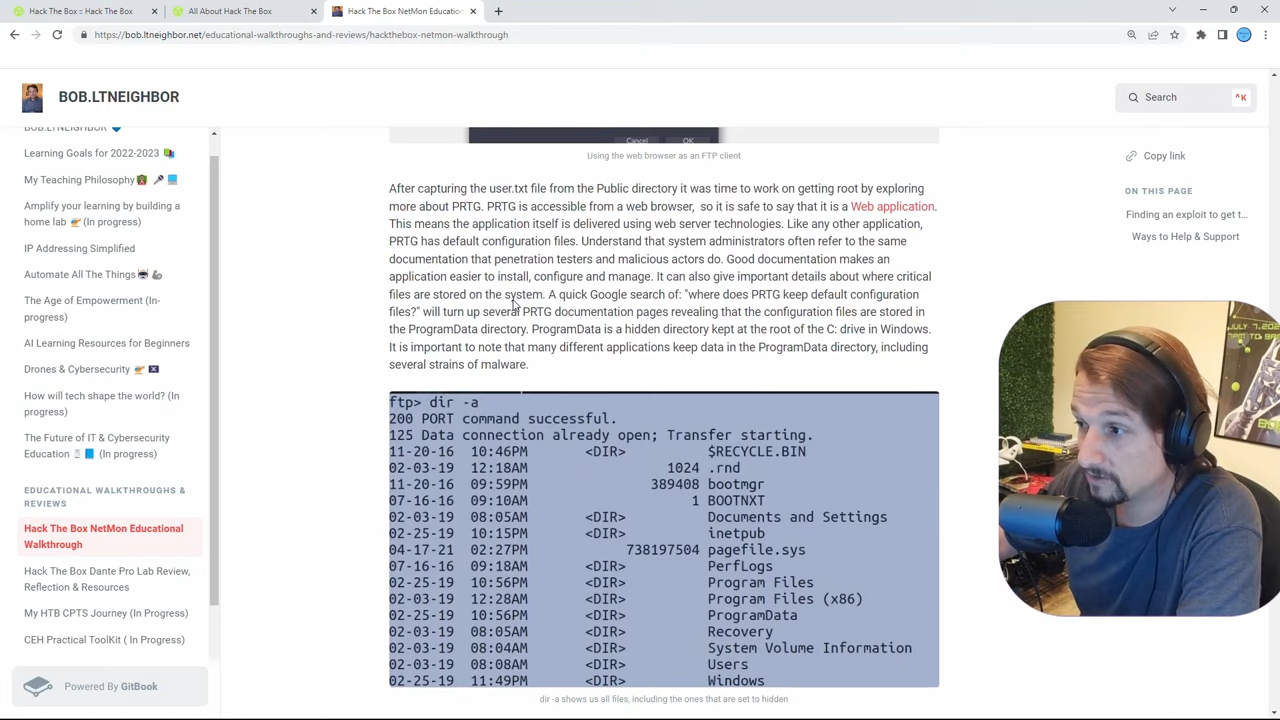 Hack The Box :: Hack The Box
All About Hack The Box
Hack The Box NetMon Education
https://bob.ltneighbor.net/educational-walkthroughs-and-reviews/hackthebox-netmon-walkthrough
BOB.LTNEIGHBOR
Search
^K
BOB.LTNEIGHBOR
Learning Goals for 2022-2023
My Teaching Philosophy
Amplify your learning by building
a home lab (In progress)
IP Addressing Simplified
Automate All The Things
The Age of Empowerment (In-
progress)
AI Learning Resources for Beginners
Drones & Cybersecurity
How will tech shape the world? (In
progress)
The Future of IT & Cybersecurity
Education (In progress)
EDUCATIONAL WALKTHROUGHS &
REVIEWS
Hack The Box NetMon Educational
Walkthrough
Hack The Box Dante Pro Lab Review,
Reflection & Resources
My HTB CPTS Journey (In Progress)
CEH Practical ToolKit ( In Progress)
Powered By GitBook
Cancel
OK
Using the web browser as an FTP client
After capturing the user.txt file from the Public directory it was time to work on getting root by exploring
more about PRTG. PRTG is accessible from a web browser, so it is safe to say that it is a Web application.
This means the application itself is delivered using web server technologies. Like any other application,
PRTG has default configuration files. Understand that system administrators often refer to the same
documentation that penetration testers and malicious actors do. Good documentation makes an
application easier to install, configure and manage. It can also give important details about where critical
files are stored on the system. A quick Google search of: "where does PRTG keep default configuration
files?" will turn up several PRTG documentation pages revealing that the configuration files are stored in
the ProgramData directory. ProgramData is a hidden directory kept at the root of the C: drive in Windows.
It is important to note that many different applications keep data in the ProgramData directory, including
several strains of malware.
ftp> dir -a
200 PORT command successful.
125 Data connection already open; Transfer starting.
11-20-16 10:46PM <DIR> $RECYCLE.BIN
02-03-19 12:18AM 1024 .rnd
11-20-16 09:59PM 389408 bootmgr
07-16-16 09:10AM 1 BOOTNXT
02-03-19 08:05AM <DIR> Documents and Settings
02-25-19 10:15PM <DIR> inetpub
04-17-21 02:27PM 738197504 pagefile.sys
07-16-16 09:18AM <DIR> PerfLogs
02-25-19 10:56PM <DIR> Program Files
02-03-19 12:28AM <DIR> Program Files (x86)
02-25-19 10:56PM <DIR> ProgramData
02-03-19 08:05AM <DIR> Recovery
02-03-19 08:04AM <DIR> System Volume Information
02-03-19 08:08AM <DIR> Users
02-25-19 11:49PM <DIR> Windows
dir -a shows us all files, including the ones that are set to hidden
Copy link
ON THIS PAGE
Finding an exploit to get t...
Ways to Help & Support